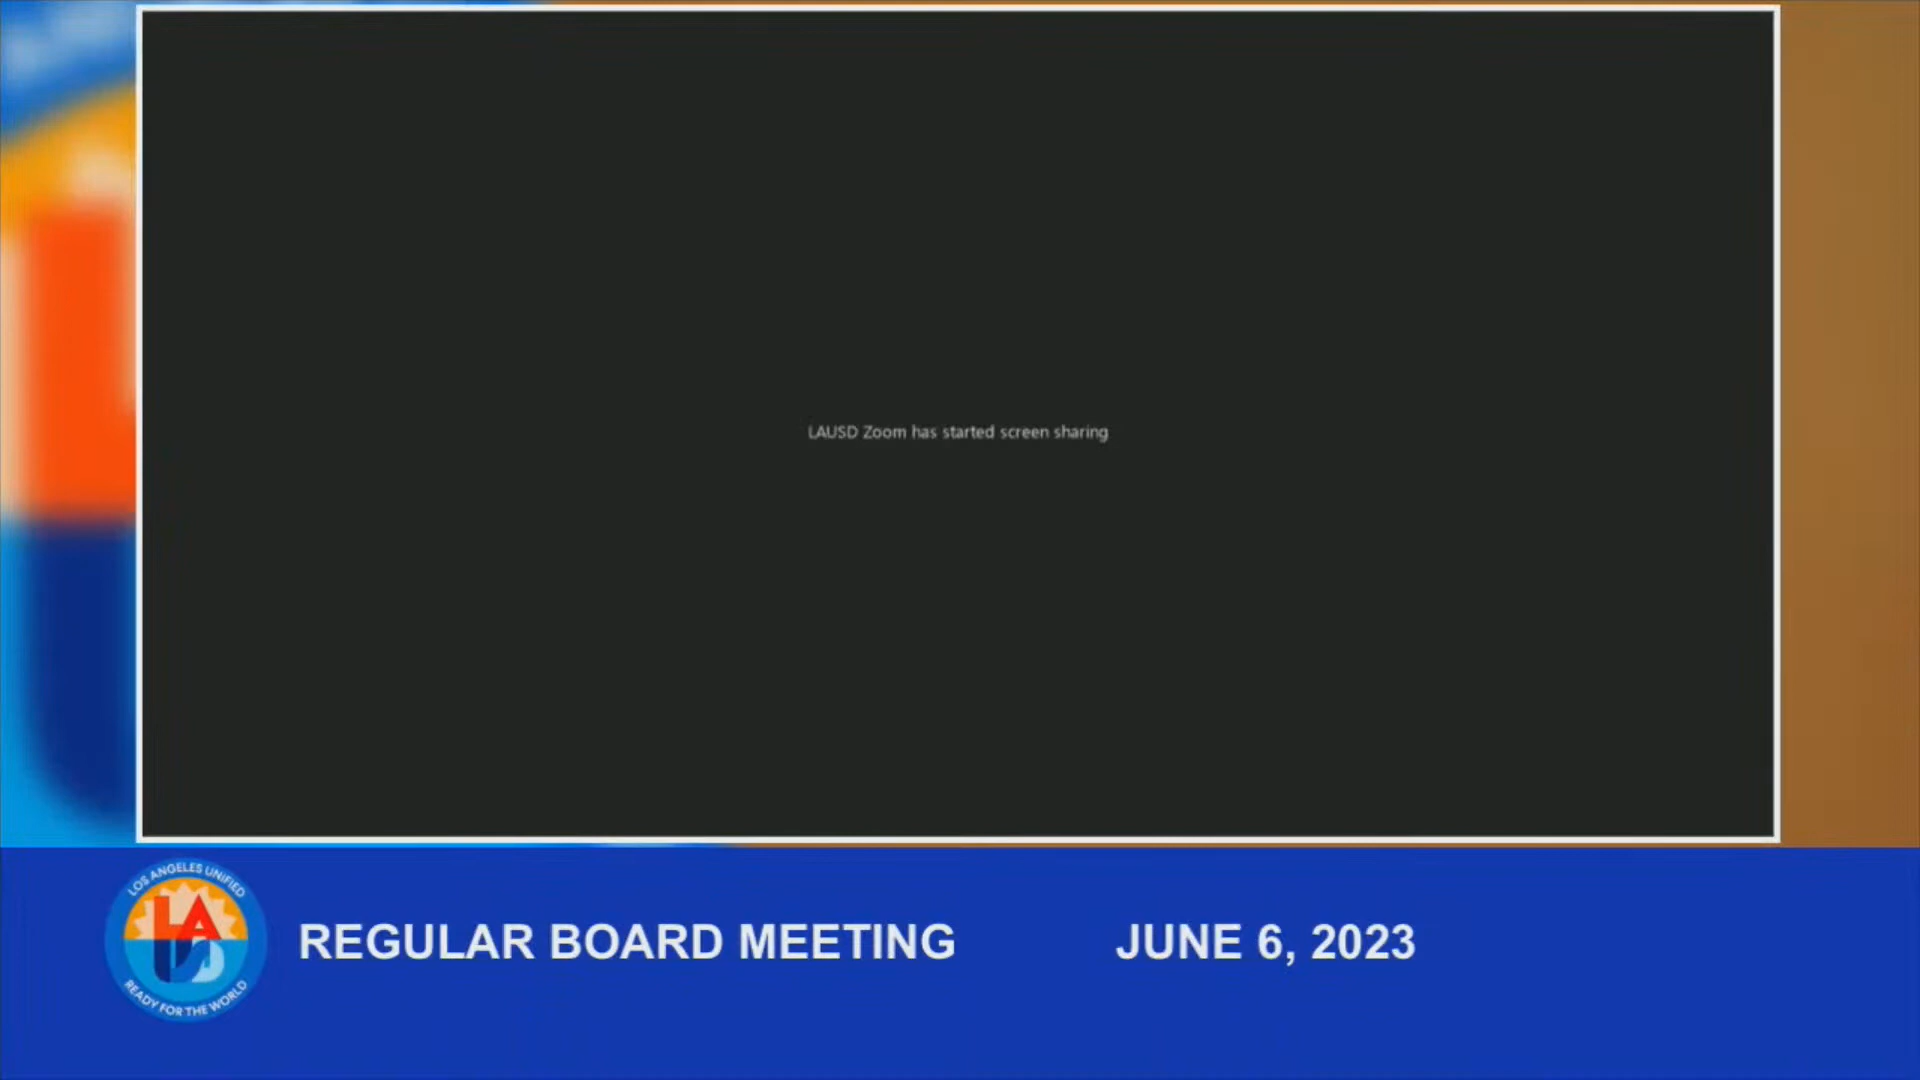 LAUSD Zoom has started screen sharing
LOS ANGELES UNIFIED
LA
US
READY FOR THE WORLD
REGULAR BOARD MEETING
JUNE 6, 2023